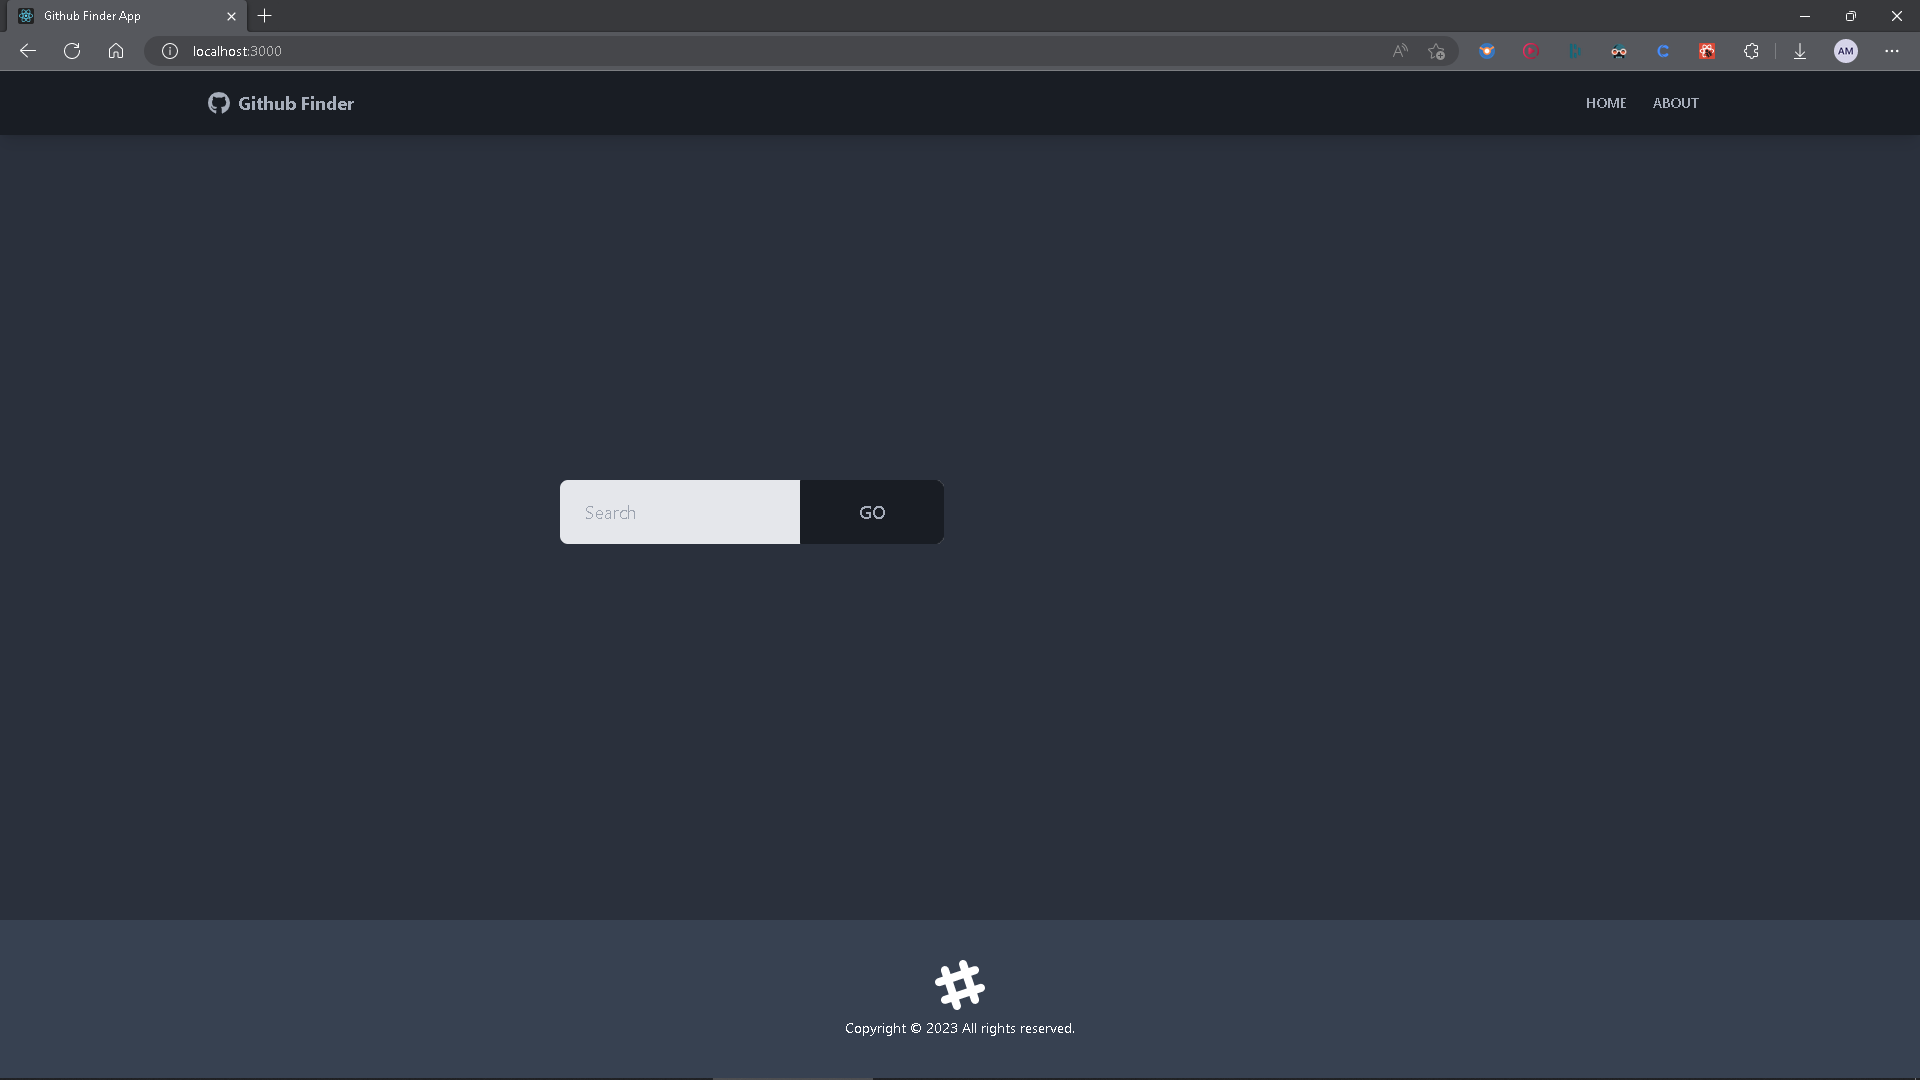 Github Finder App
localhost:3000
AM
Github Finder
HOME ABOUT
Search GO
Copyright © 2023 All rights reserved.